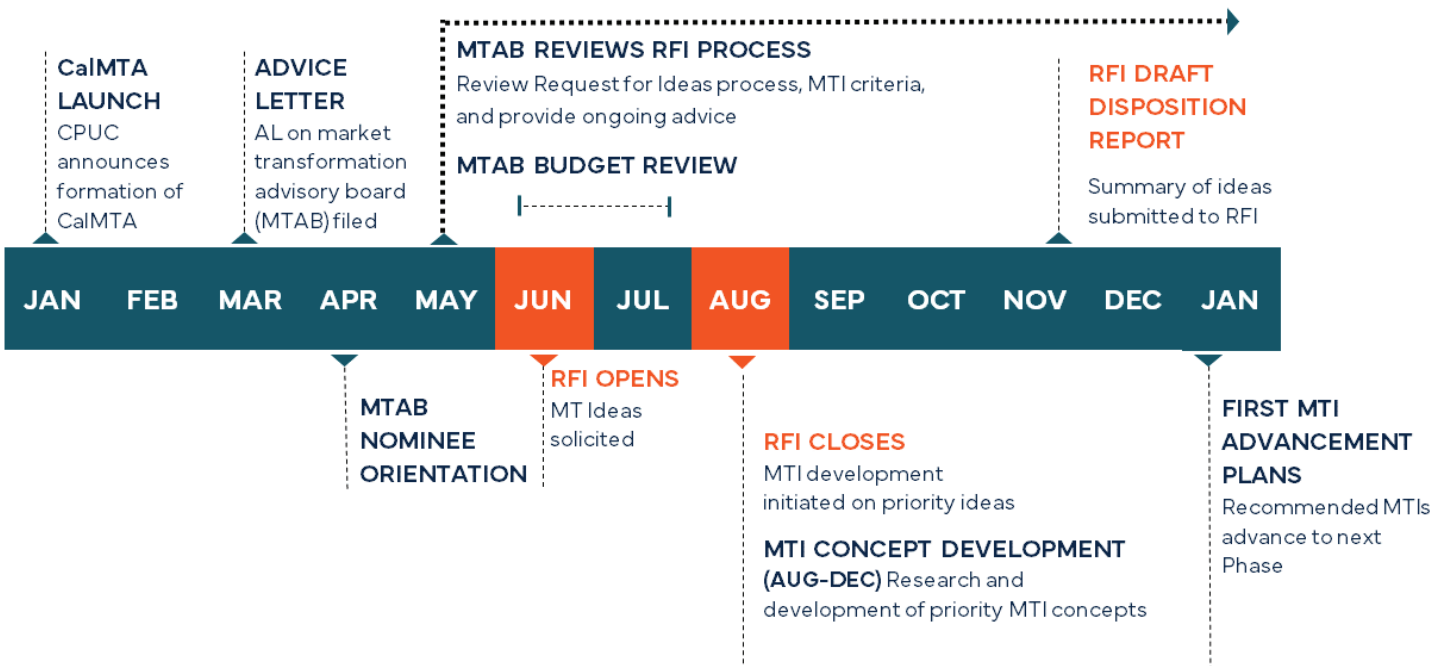 CalMTA
LAUNCH
CPUC
announces
formation of
CalMTA
ADVICE
LETTER
AL on market
transformation
advisory board
(MTAB) filed
MTAB REVIEWS RFI PROCESS
Review Request for Ideas process, MTI criteria,
and provide ongoing advice
MTAB BUDGET REVIEW
RFI DRAFT
DISPOSITION
REPORT
Summary of ideas
submitted to RFI
JAN FEB MAR APR MAY JUN JUL AUG SEP OCT NOV DEC JAN
MTAB
NOMINEE
ORIENTATION
RFI OPENS
MT Ideas
solicited
RFI CLOSES
MTI development
initiated on priority ideas
MTI CONCEPT DEVELOPMENT
(AUG-DEC) Research and
development of priority MTI concepts
FIRST MTI
ADVANCEMENT
PLANS
Recommended MTIs
advance to next
Phase